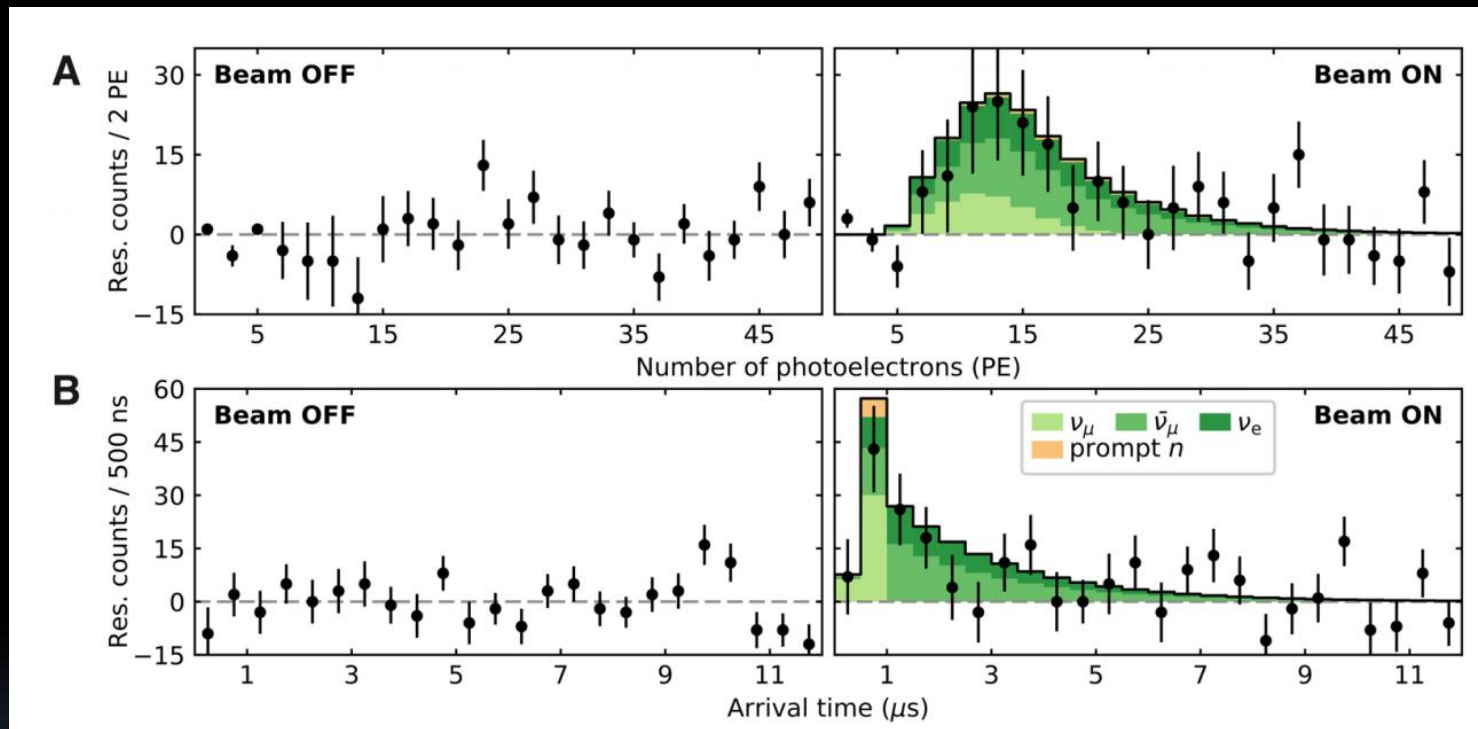 A
Beam OFF
Beam ON
Res. counts / 2 PE
30
15
0
−15
5 15 25 35 45
5 15 25 35 45
Number of photoelectrons (PE)
B
Beam OFF
Beam ON
Res. counts / 500 ns
60
45
30
15
0
−15
νμ ν̄μ νe
prompt n
1 3 5 7 9 11
1 3 5 7 9 11
Arrival time (μs)